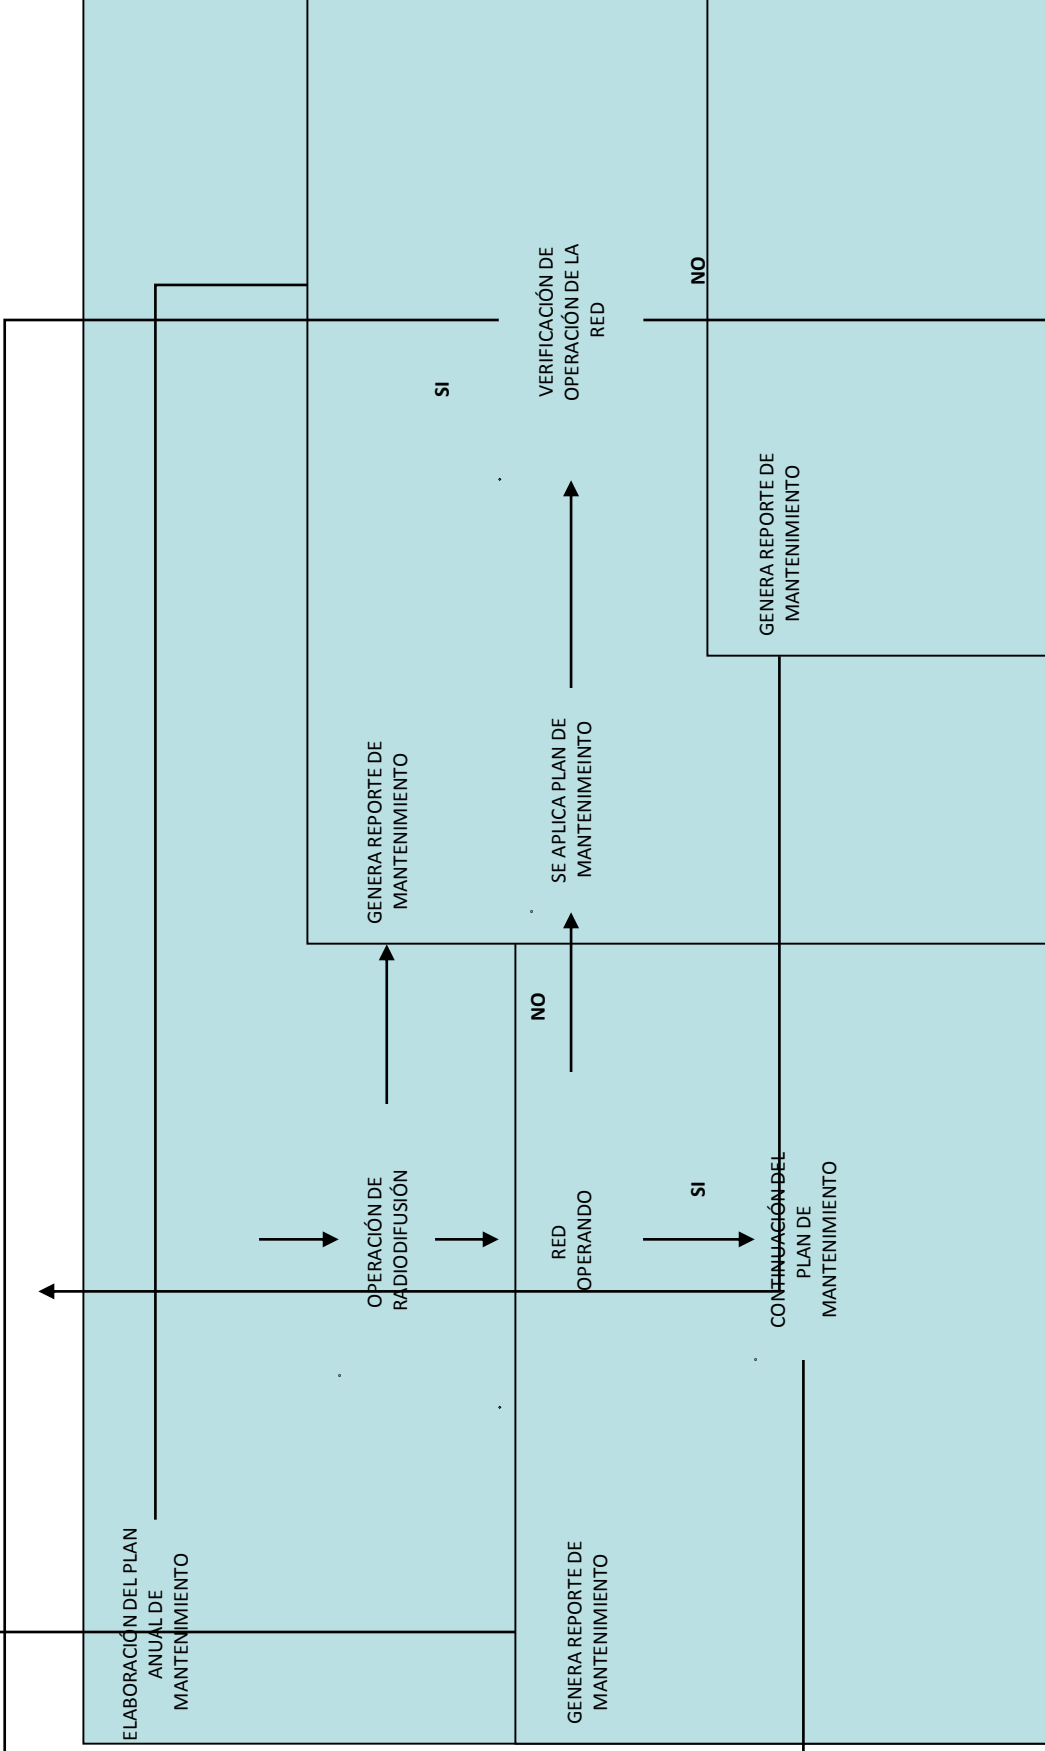 ELABORACIÓN DEL PLAN
ANUAL DE
MANTENIMIENTO
OPERACIÓN DE
RADIODIFUSIÓN
GENERA REPORTE DE
MANTENIMIENTO
SI
RED
OPERANDO
NO
SE APLICA PLAN DE
MANTENIMEINTO
VERIFICACIÓN DE
OPERACIÓN DE LA
RED
GENERA REPORTE DE
MANTENIMIENTO
SI
NO
CONTINUACIÓN DEL
PLAN DE
MANTENIMIENTO
GENERA REPORTE DE
MANTENIMIENTO